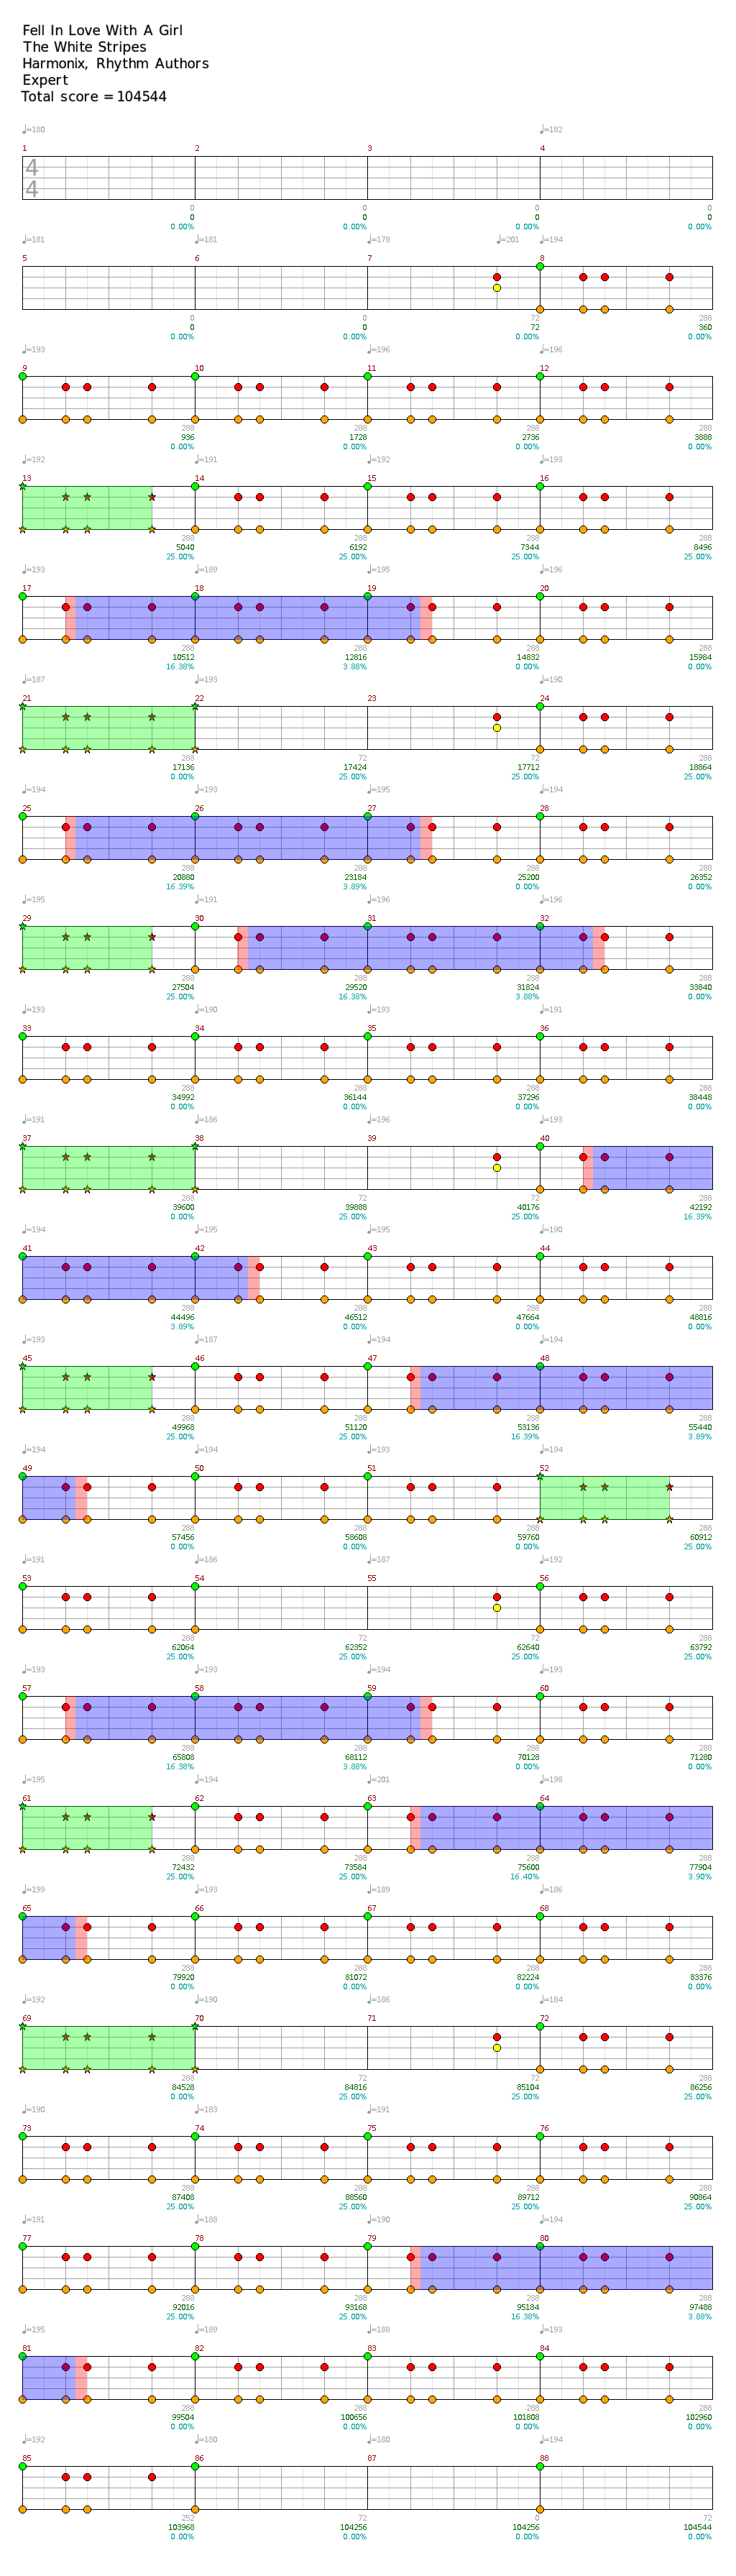 Fell In Love With A Girl
The White Stripes
Harmonix, Rhythm Authors
Expert
Total score = 104544
♩=180 ♩=182
1 2 3 4
4
4
0 0 0 0
0 0 0 0
0.00% 0.00% 0.00% 0.00%
♩=181 ♩=181 ♩=178 ♩=201 ♩=194
5 6 7 8
0 0 72 288
0 0 72 360
0.00% 0.00% 0.00% 0.00%
♩=193 ♩=196 ♩=196
9 10 11 12
288 288 288 288
936 1728 2736 3888
0.00% 0.00% 0.00% 0.00%
♩=192 ♩=191 ♩=192 ♩=193
13 14 15 16
288 288 288 288
5040 6192 7344 8496
25.00% 25.00% 25.00% 25.00%
♩=193 ♩=189 ♩=195 ♩=196
17 18 19 20
288 288 288 288
10512 12816 14832 15984
16.38% 3.88% 0.00% 0.00%
♩=187 ♩=193 ♩=190
21 22 23 24
288 72 72 288
17136 17424 17712 18864
0.00% 25.00% 25.00% 25.00%
♩=194 ♩=193 ♩=195 ♩=194
25 26 27 28
288 288 288 288
20880 23184 25200 26352
16.39% 3.89% 0.00% 0.00%
♩=195 ♩=191 ♩=196 ♩=196
29 30 31 32
288 288 288 288
27504 29520 31824 33840
25.00% 16.38% 3.88% 0.00%
♩=193 ♩=190 ♩=193 ♩=191
33 34 35 36
288 288 288 288
34992 36144 37296 38448
0.00% 0.00% 0.00% 0.00%
♩=191 ♩=186 ♩=196 ♩=193
37 38 39 40
288 72 72 288
39600 39888 40176 42192
0.00% 25.00% 25.00% 16.39%
♩=194 ♩=195 ♩=195 ♩=190
41 42 43 44
288 288 288 288
44496 46512 47664 48816
3.89% 0.00% 0.00% 0.00%
♩=193 ♩=187 ♩=194 ♩=194
45 46 47 48
288 288 288 288
49968 51120 53136 55440
25.00% 25.00% 16.39% 3.89%
♩=194 ♩=194 ♩=193 ♩=194
49 50 51 52
288 288 288 288
57456 58608 59760 60912
0.00% 0.00% 0.00% 25.00%
♩=191 ♩=186 ♩=187 ♩=192
53 54 55 56
288 72 72 288
62064 62352 62640 63792
25.00% 25.00% 25.00% 25.00%
♩=193 ♩=193 ♩=194 ♩=193
57 58 59 60
288 288 288 288
65808 68112 70128 71280
16.38% 3.88% 0.00% 0.00%
♩=195 ♩=194 ♩=201 ♩=198
61 62 63 64
288 288 288 288
72432 73584 75600 77904
25.00% 25.00% 16.40% 3.90%
♩=199 ♩=193 ♩=189 ♩=186
65 66 67 68
288 288 288 288
79920 81072 82224 83376
0.00% 0.00% 0.00% 0.00%
♩=192 ♩=190 ♩=186 ♩=184
69 70 71 72
288 72 72 288
84528 84816 85104 86256
0.00% 25.00% 25.00% 25.00%
♩=190 ♩=183 ♩=191
73 74 75 76
288 288 288 288
87408 88560 89712 90864
25.00% 25.00% 25.00% 25.00%
♩=191 ♩=188 ♩=190 ♩=194
77 78 79 80
288 288 288 288
92016 93168 95184 97488
25.00% 25.00% 16.38% 3.88%
♩=195 ♩=189 ♩=188 ♩=193
81 82 83 84
288 288 288 288
99504 100656 101808 102960
0.00% 0.00% 0.00% 0.00%
♩=192 ♩=180 ♩=180 ♩=194
85 86 87 88
252 72 0 72
103968 104256 104256 104544
0.00% 0.00% 0.00% 0.00%